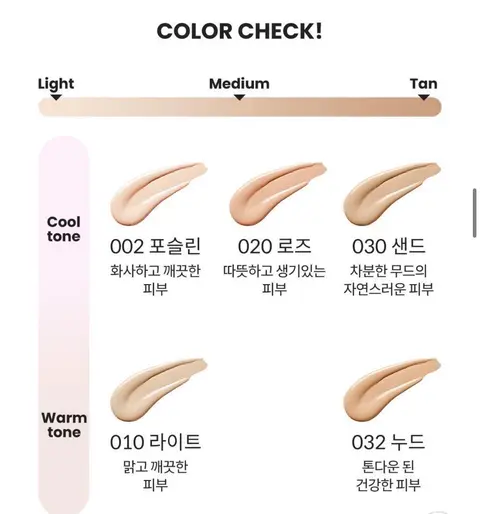 COLOR CHECK!
Light
Medium
Tan
Cool
tone
002 포슬린
화사하고 깨끗한
피부
020 로즈
따뜻하고 생기있는
피부
030 샌드
차분한 무드의
자연스러운 피부
Warm
tone
010 라이트
맑고 깨끗한
피부
032 누드
톤다운 된
건강한 피부